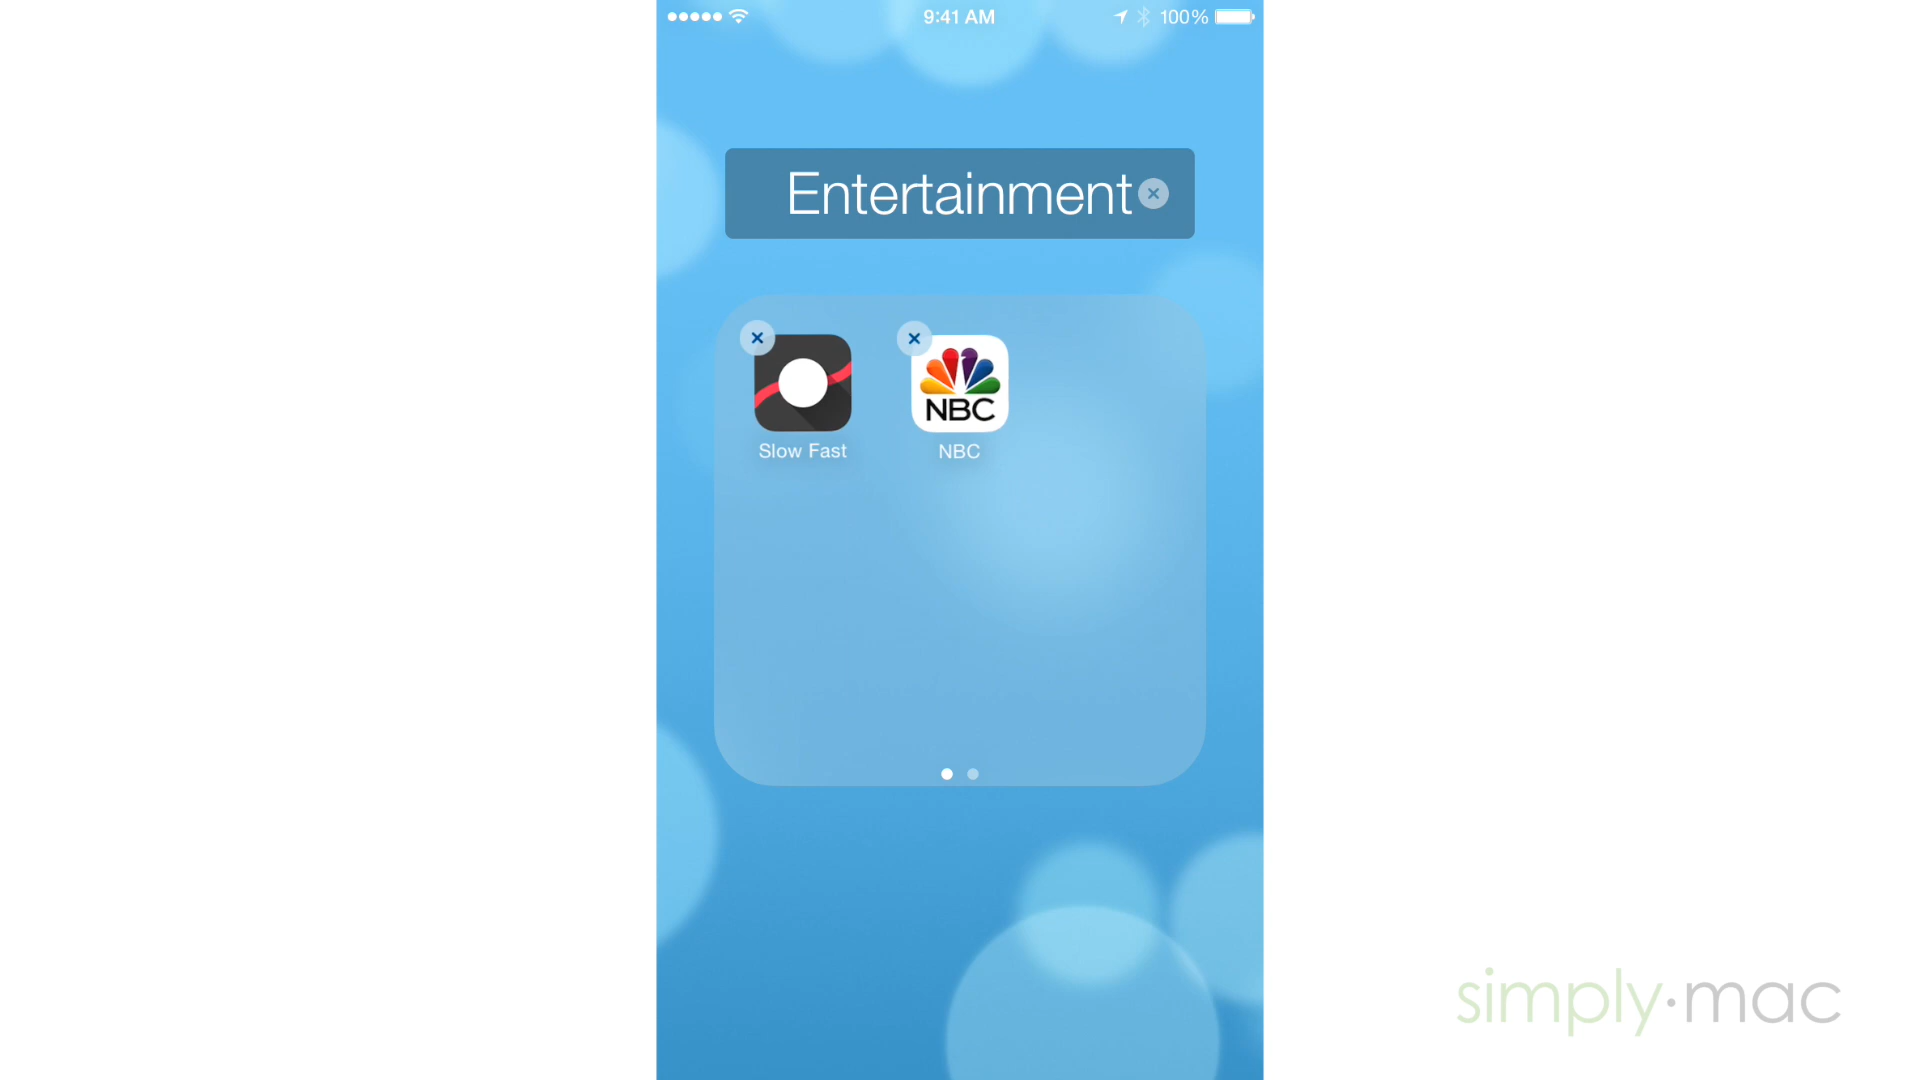 9:41 AM
100%
Entertainment
NBC
Slow Fast
NBC
simply·mac